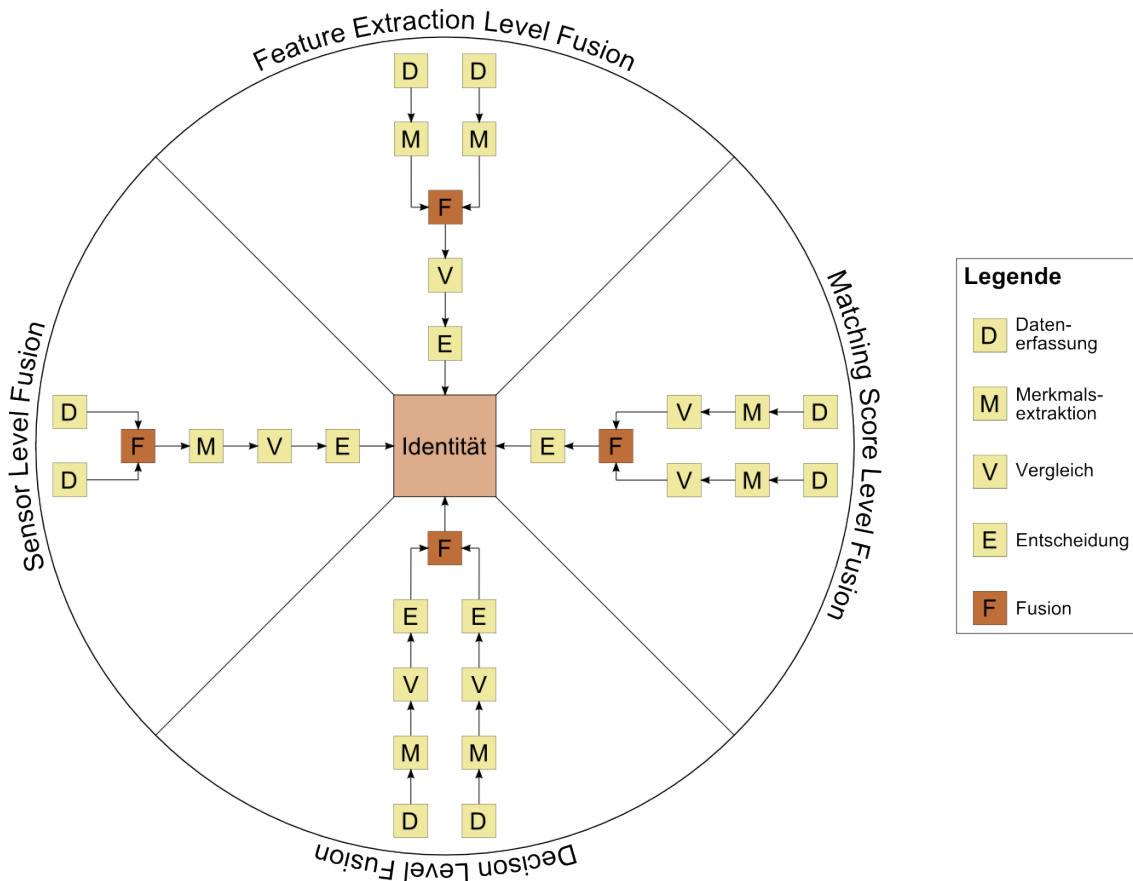 Feature Extraction Level Fusion
D D
M M
F
V
E
Matching Score Level Fusion
V M D
E F
V M D
Sensor Level Fusion
D
F M V E
D
Identität
F
E E
V V
M M
D D
Decison Level Fusion
Legende
D Daten-
erfassung
M Merkmals-
extraktion
V Vergleich
E Entscheidung
F Fusion